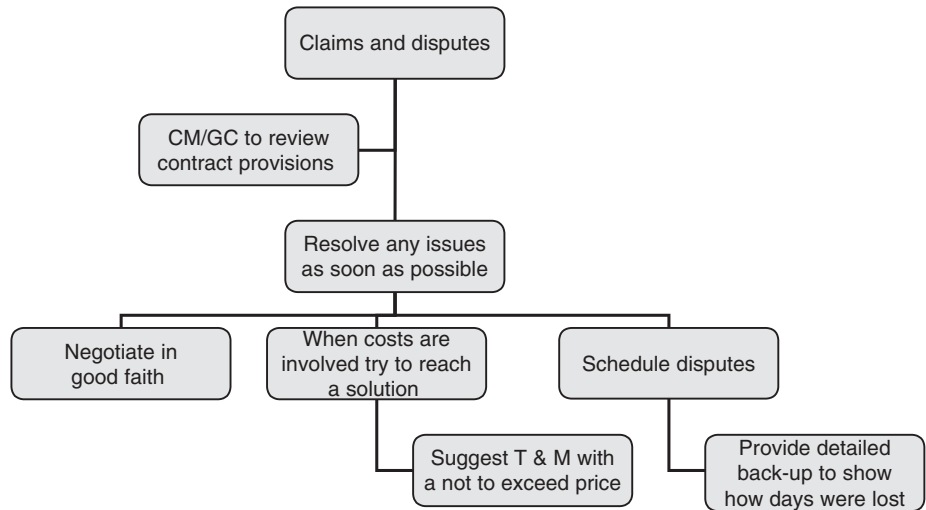 Claims and disputes
CM/GC to review
contract provisions
Resolve any issues
as soon as possible
Negotiate in
good faith
When costs are
involved try to reach
a solution
Schedule disputes
Suggest T & M with
a not to exceed price
Provide detailed
back-up to show
how days were lost